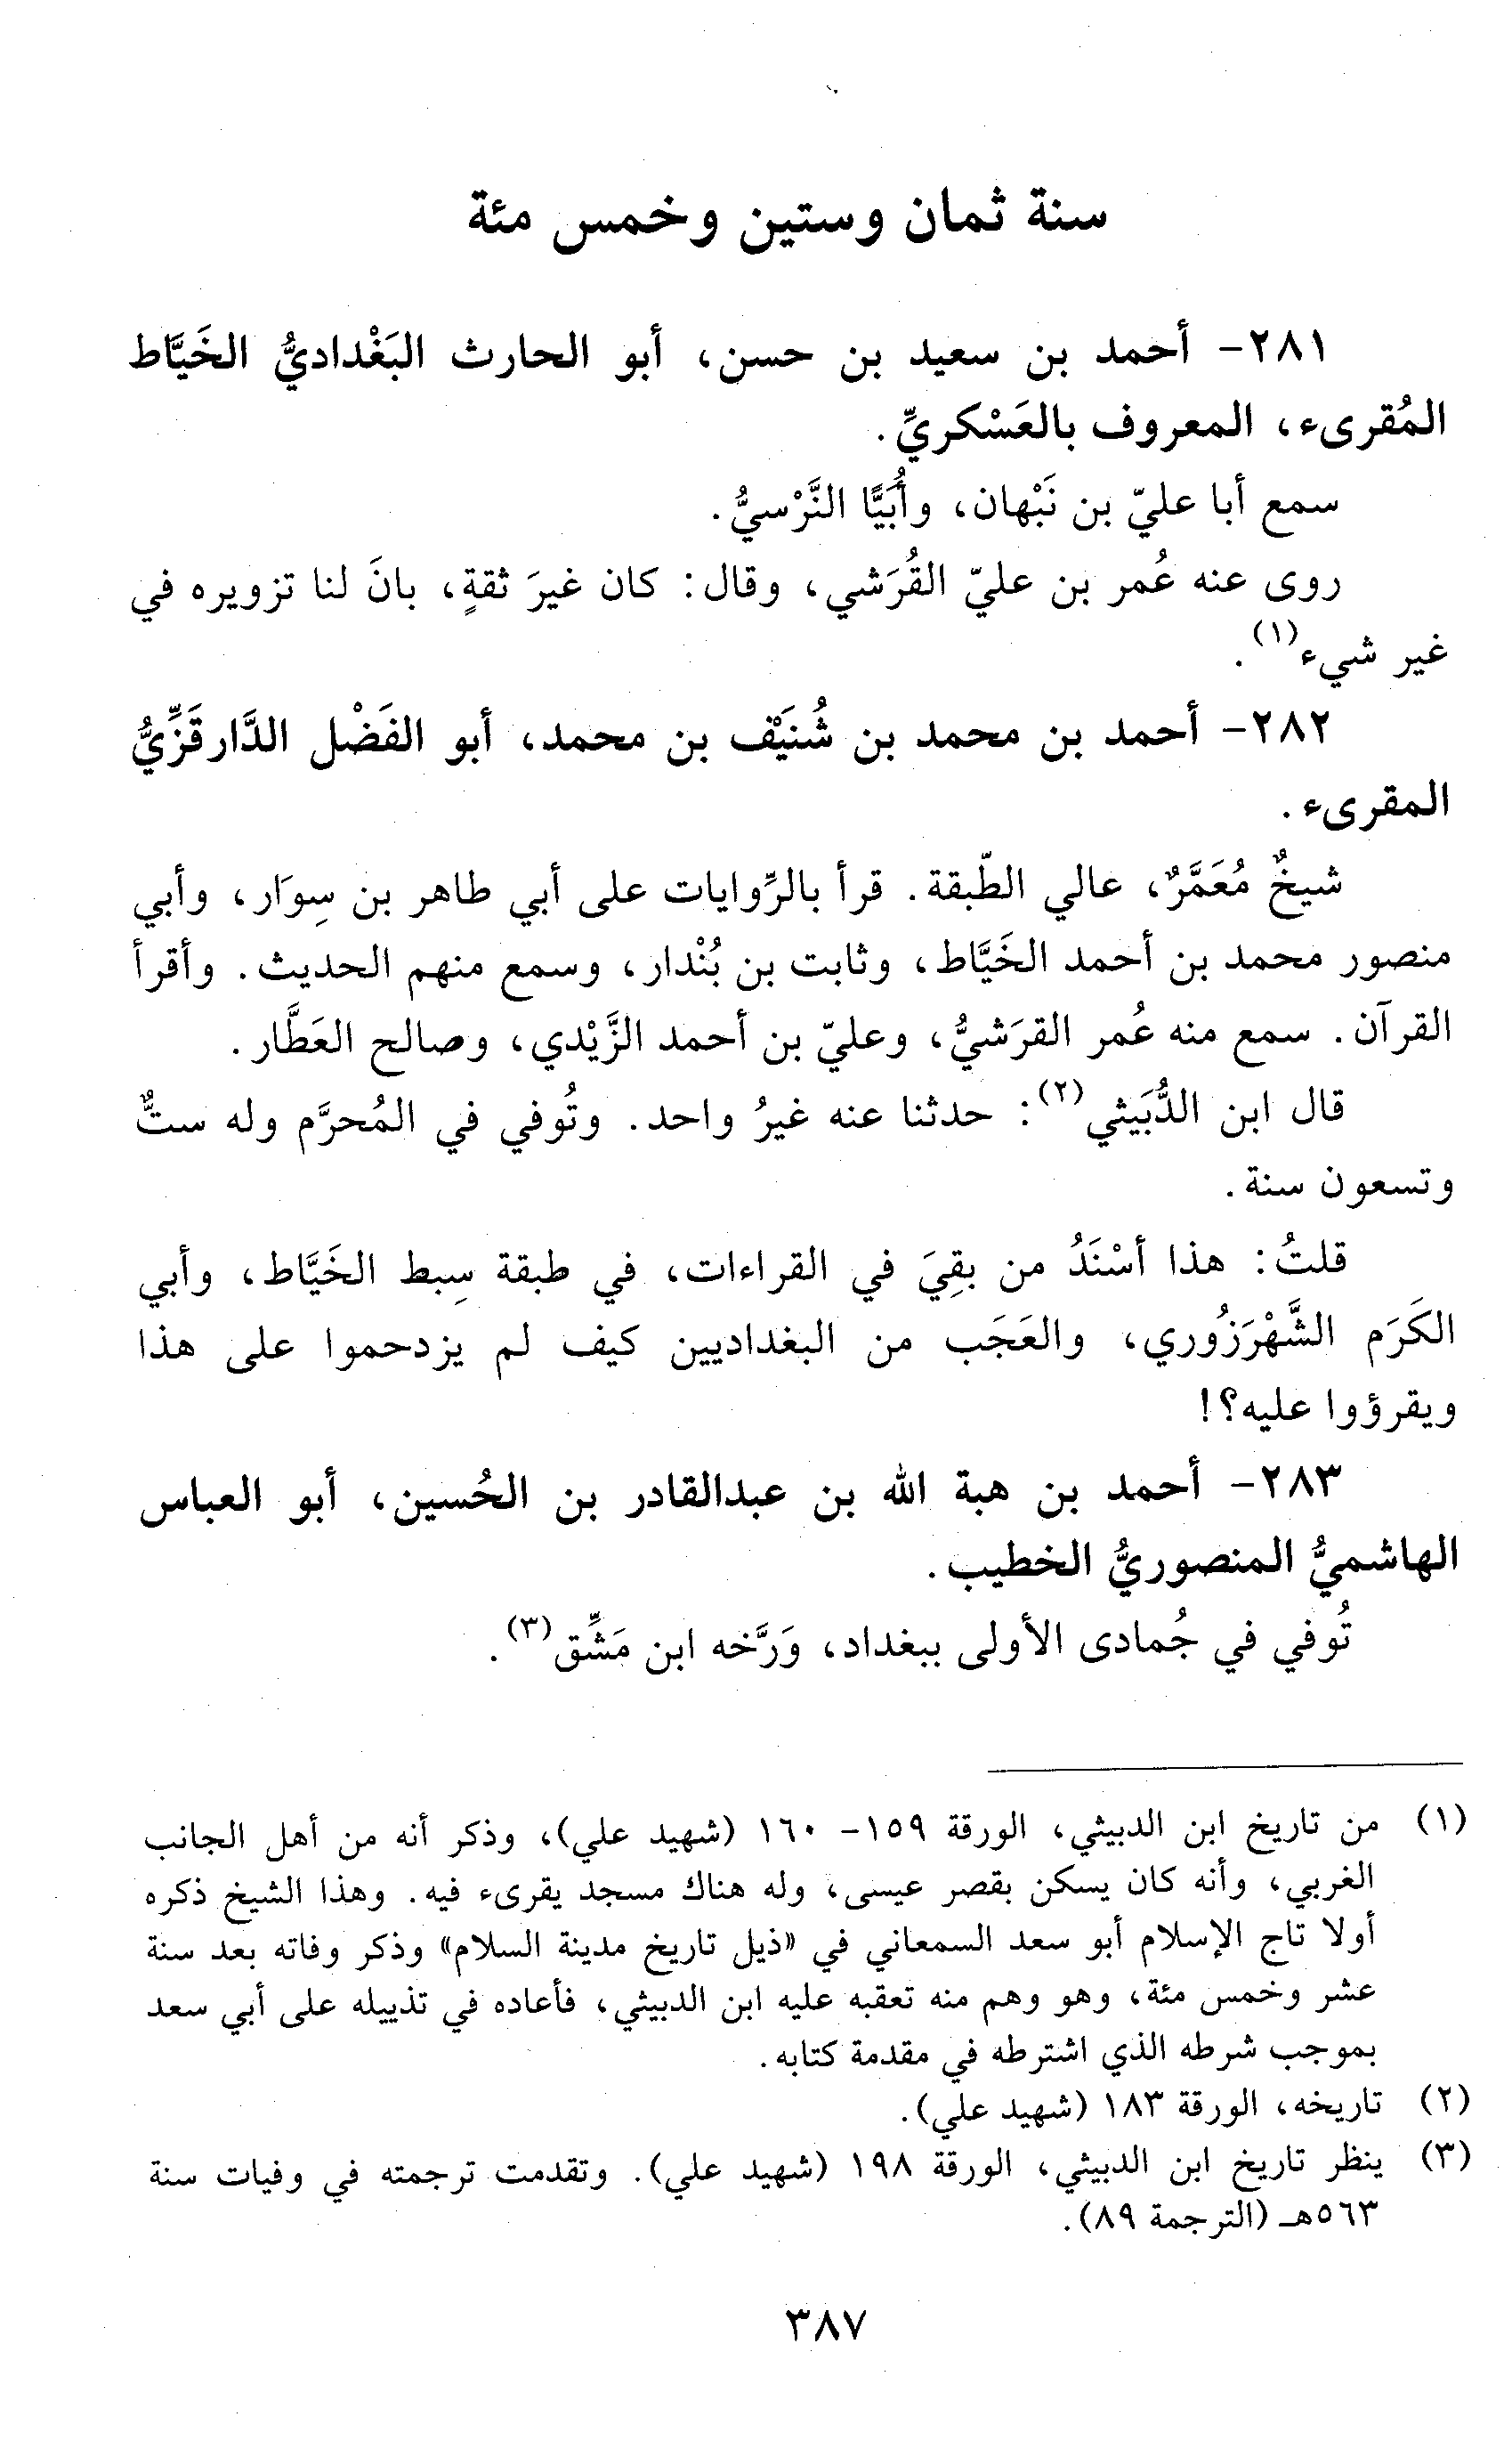 سنة ثمان وستين وخمس مئة
٢٨١- أحمد بن سعيد بن حسن، أبو الحارث البَغْداديُّ الخَيَّاط
المُقرىء، المعروف بالعَسْكريِّ.
سمع أبا عليّ بن نَبْهان، وأُبَيًّا النَّرْسيُّ.
روى عنه عُمر بن عليّ القُرَشي، وقال: كان غيرَ ثقةٍ، بانَ لنا تزويره في
غير شيء(١).
٢٨٢- أحمد بن محمد بن شُنَيْف بن محمد، أبو الفَضْل الدَّارقَزِّيُّ
المقرىء.
شيخٌ مُعَمَّرٌ، عالي الطّبقة. قرأ بالرِّوايات على أبي طاهر بن سِوَار، وأبي
منصور محمد بن أحمد الخَيَّاط، وثابت بن بُنْدار، وسمع منهم الحديث. وأقرأ
القرآن. سمع منه عُمر القرَشيُّ، وعليّ بن أحمد الزَّيْدي، وصالح العَطَّار.
قال ابن الدُّبَيثي(٢): حدثنا عنه غيرُ واحد. وتُوفي في المُحرَّم وله ستٌّ
وتسعون سنة.
قلتُ: هذا أسْنَدُ من بقِيَ في القراءات، في طبقة سِبط الخَيَّاط، وأبي
الكَرَم الشَّهْرَزُوري، والعَجَب من البغداديين كيف لم يزدحموا على هذا
ويقرؤوا عليه؟!
٢٨٣- أحمد بن هبة الله بن عبدالقادر بن الحُسين، أبو العباس
الهاشميُّ المنصوريُّ الخطيب.
تُوفي في جُمادى الأولى ببغداد، وَرَّخه ابن مَشِّق(٣).
(١) من تاريخ ابن الدبيثي، الورقة ١٥٩- ١٦٠ (شهيد علي)، وذكر أنه من أهل الجانب
الغربي، وأنه كان يسكن بقصر عيسى، وله هناك مسجد يقرىء فيه. وهذا الشيخ ذكره
أولا تاج الإسلام أبو سعد السمعاني في «ذيل تاريخ مدينة السلام» وذكر وفاته بعد سنة
عشر وخمس مئة، وهو وهم منه تعقبه عليه ابن الدبيثي، فأعاده في تذييله على أبي سعد
بموجب شرطه الذي اشترطه في مقدمة كتابه.
(٢) تاريخه، الورقة ١٨٣ (شهيد علي).
(٣) ينظر تاريخ ابن الدبيثي، الورقة ١٩٨ (شهيد علي). وتقدمت ترجمته في وفيات سنة
٥٦٣هـ (الترجمة ٨٩).
٣٨٧